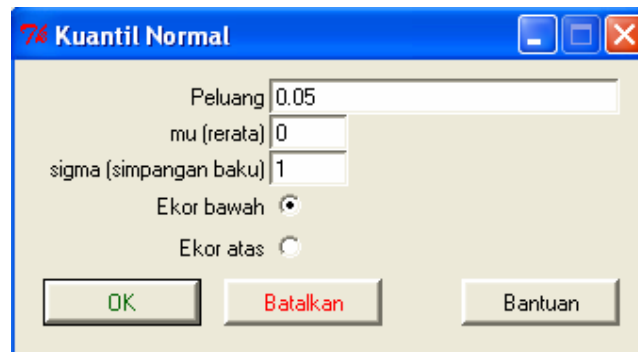 Kuantil Normal
Peluang 0.05
mu (rerata) 0
sigma (simpangan baku) 1
Ekor bawah
Ekor atas
OK Batalkan Bantuan